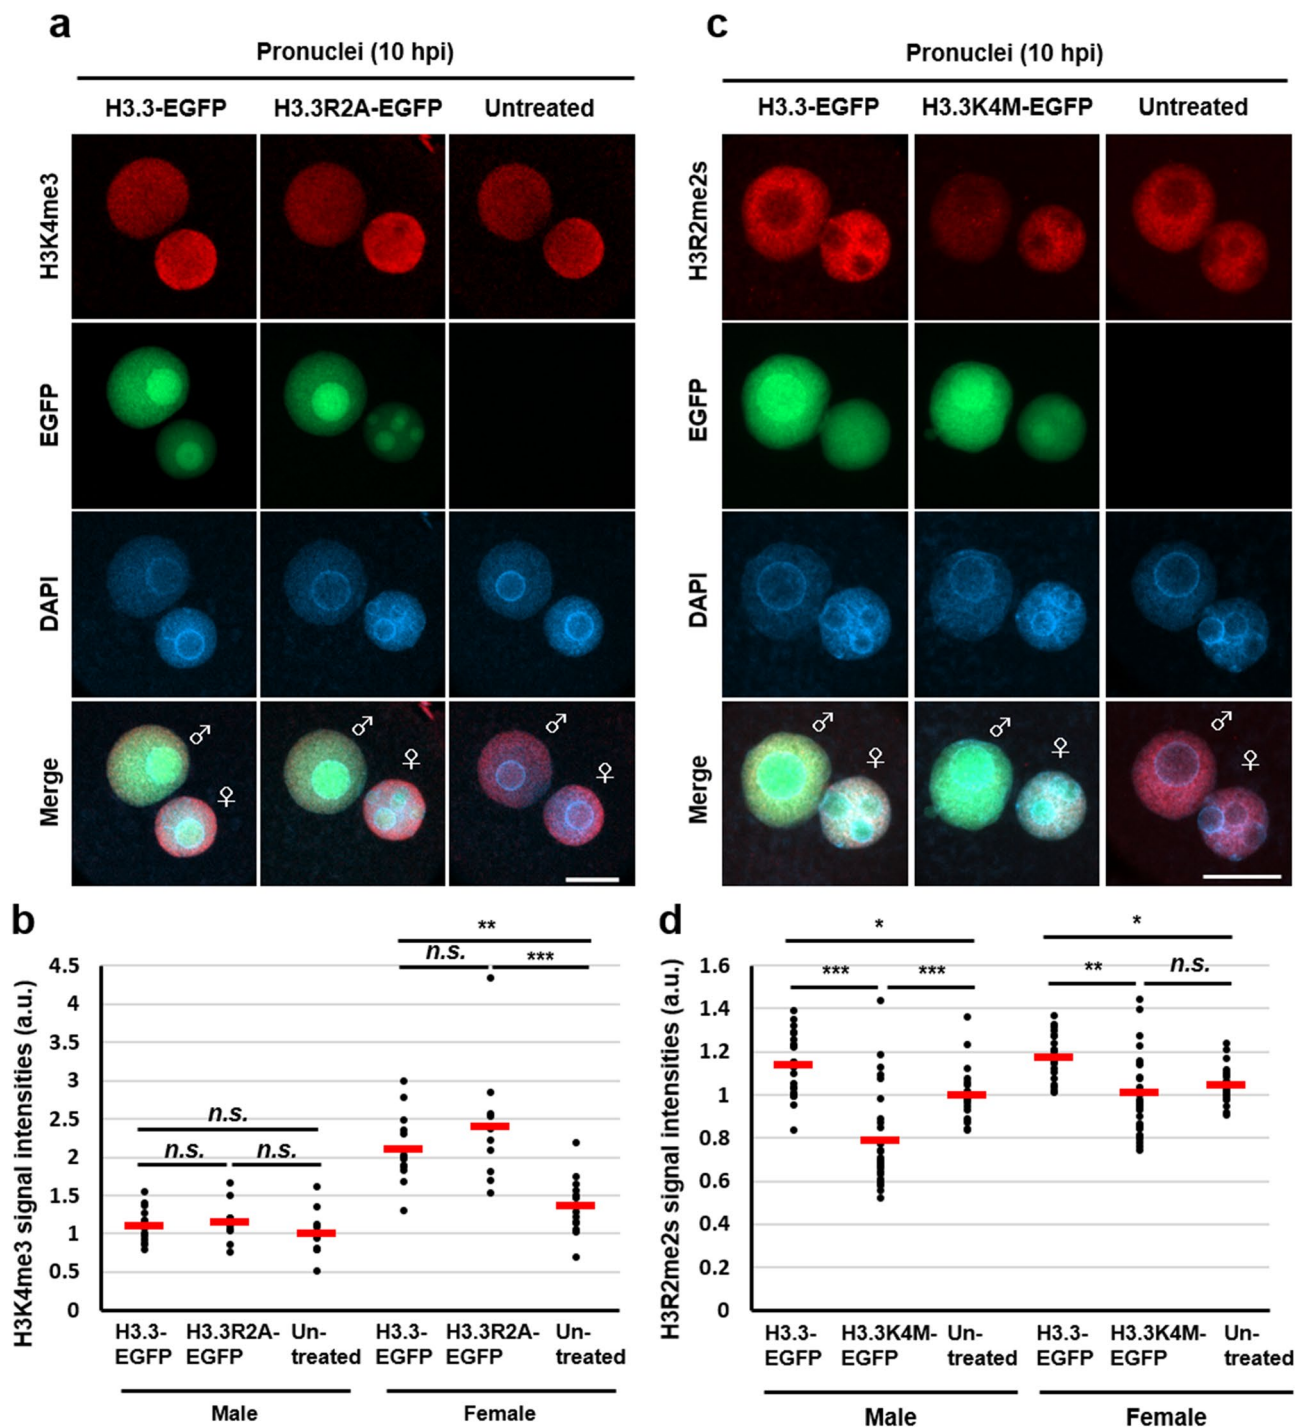 a
Pronuclei (10 hpi)
H3.3-EGFP H3.3R2A-EGFP Untreated
H3K4me3
EGFP
DAPI
Merge
♂ ♀ ♂ ♀ ♂ ♀
c
Pronuclei (10 hpi)
H3.3-EGFP H3.3K4M-EGFP Untreated
H3R2me2s
EGFP
DAPI
Merge
♂ ♀ ♂ ♀ ♂ ♀
b
H3K4me3 signal intensities (a.u.)
4.5
4
3.5
3
2.5
2
1.5
1
0.5
0
**
n.s. ***
n.s.
n.s. n.s.
H3.3- H3.3R2A- Un- H3.3- H3.3R2A- Un-
EGFP EGFP treated EGFP EGFP treated
Male Female
d
H3R2me2s signal intensities (a.u.)
1.6
1.4
1.2
1
0.8
0.6
0.4
0.2
0
* *
*** *** ** n.s.
H3.3- H3.3K4M- Un- H3.3- H3.3K4M- Un-
EGFP EGFP treated EGFP EGFP treated
Male Female